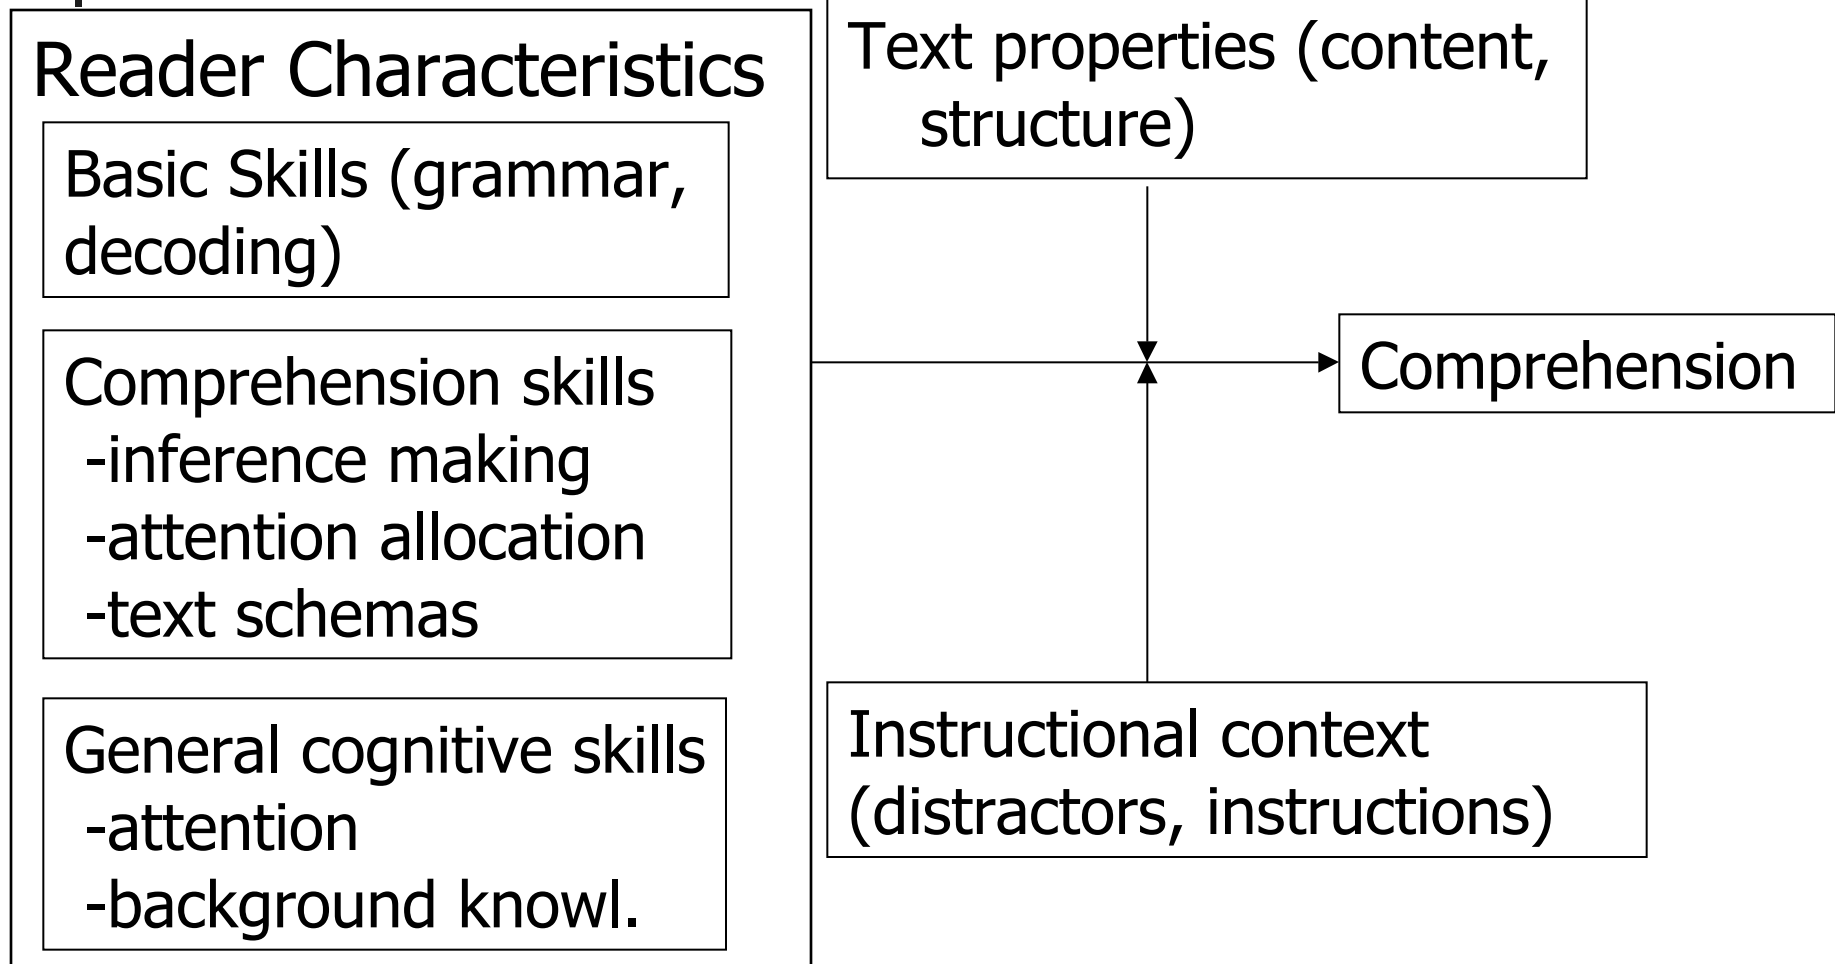 Reader Characteristics
Basic Skills (grammar,
decoding)
Comprehension skills
-inference making
-attention allocation
-text schemas
General cognitive skills
-attention
-background knowl.
Text properties (content,
structure)
Comprehension
Instructional context
(distractors, instructions)